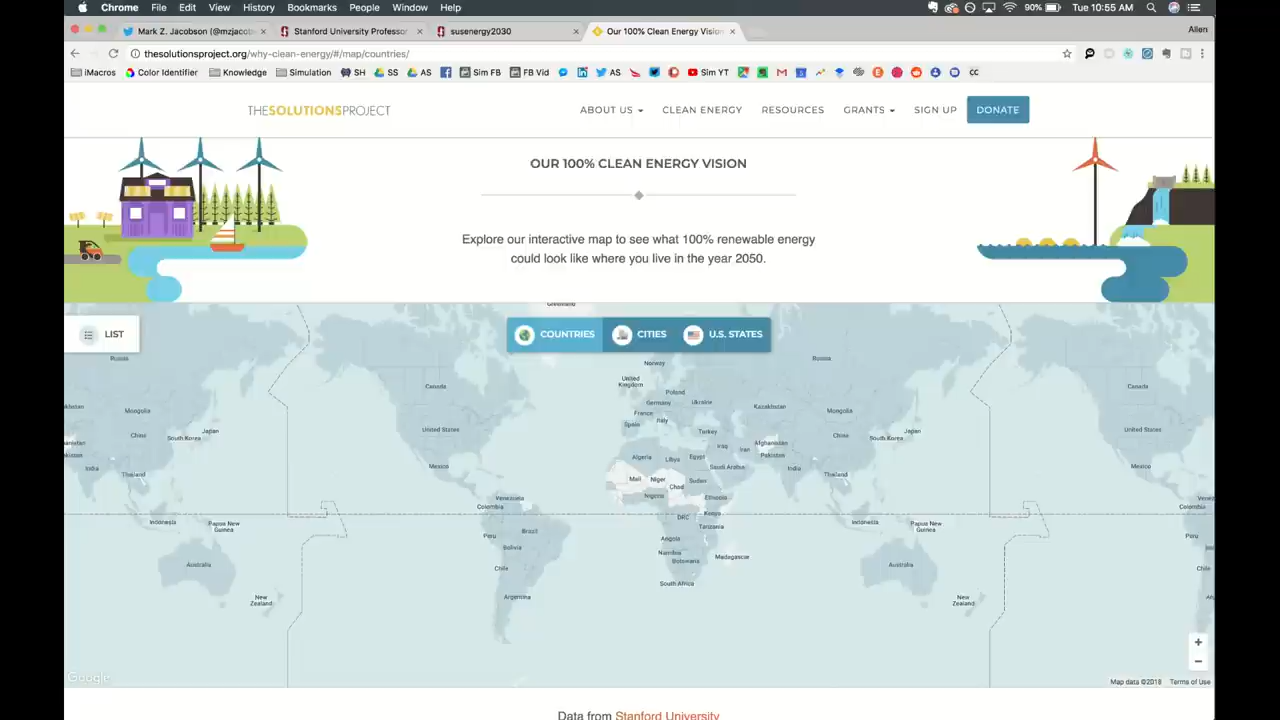 Chrome File Edit View History Bookmarks People Window Help 90% Tue 10:55 AM
Mark Z. Jacobson (@mzjacob Stanford University Professor susenergy2030 Our 100% Clean Energy Vision Allen
thesolutionsproject.org/why-clean-energy/#/map/countries/
iMacros Color Identifier Knowledge Simulation SH SS AS Sim FB FB Vid AS Sim YT CC
THESOLUTIONSPROJECT
ABOUT US CLEAN ENERGY RESOURCES GRANTS SIGN UP DONATE
OUR 100% CLEAN ENERGY VISION
Explore our interactive map to see what 100% renewable energy
could look like where you live in the year 2050.
LIST
COUNTRIES CITIES U.S. STATES
Russia Norway Russia
Canada United Kingdom Poland Canada
Germany Ukraine Kazakhstan
Mongolia France Italy Mongolia
Spain
China Japan United States Turkey China Japan United States
South Korea Iraq Iran Afghanistan South Korea
Pakistan
India Algeria Libya Egypt India
Thailand Mexico Saudi Arabia Thailand Mexico
Mali Niger Chad Sudan
Venezuela Nigeria Ethiopia
Colombia Colombia
Indonesia Papua New Guinea DRC Kenya Indonesia Papua New Guinea
Peru Brazil Tanzania Peru
Bolivia Angola
Namibia Botswana Madagascar
Australia Chile Australia Chile
South Africa
New Zealand Argentina New Zealand
+
−
Google
Map data ©2018 Terms of Use
Data from Stanford University